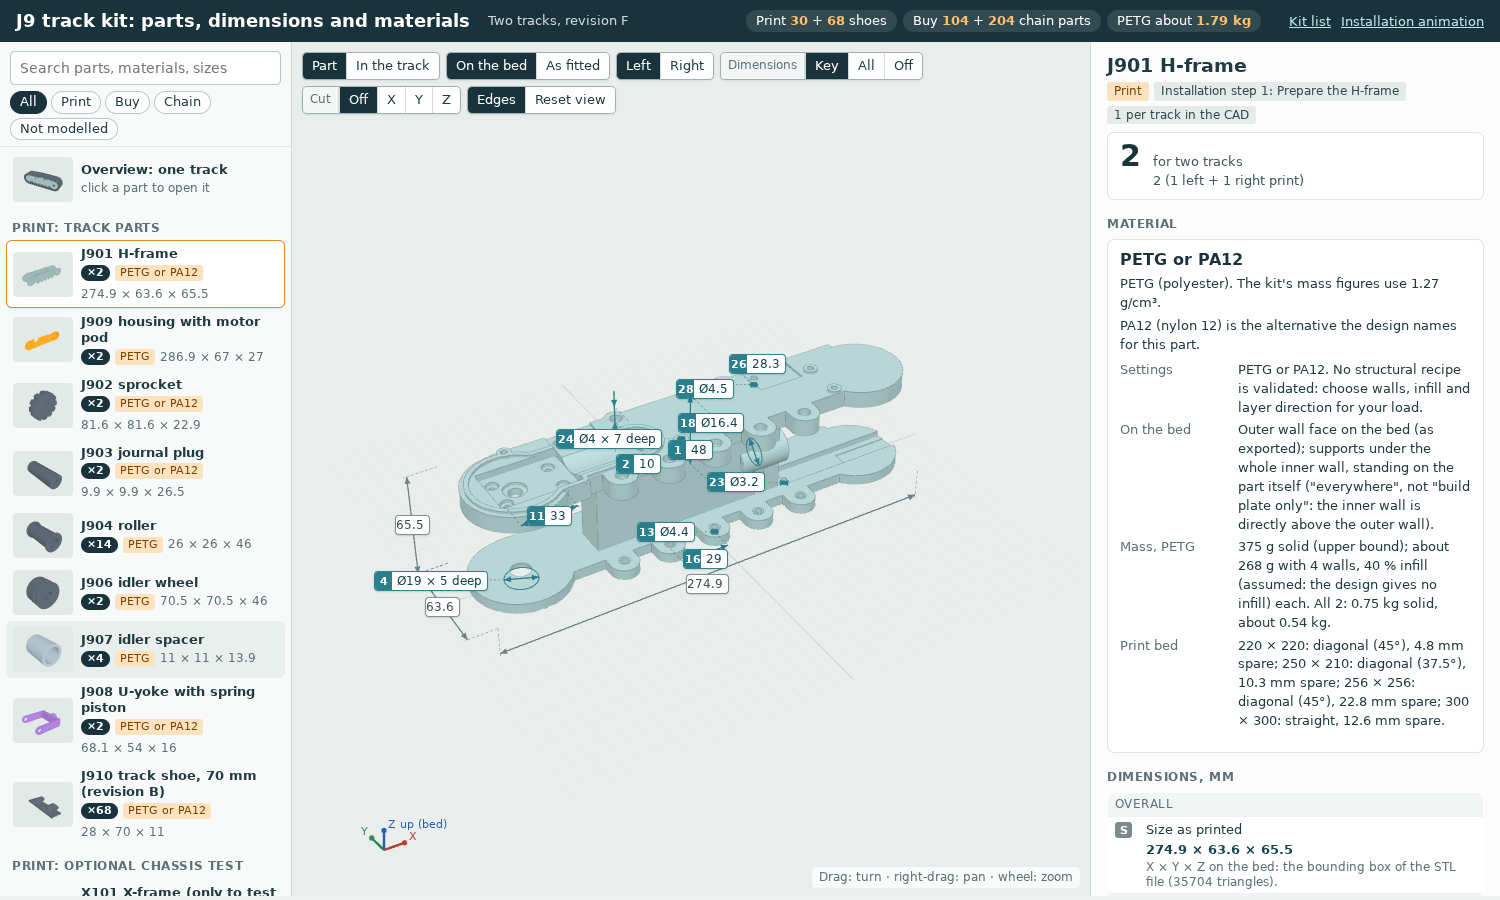 J9 track kit: parts, dimensions and materials
Two tracks, revision F
Print 30 + 68 shoes
Buy 104 + 204 chain parts
PETG about 1.79 kg
Kit list
Installation animation
Search parts, materials, sizes
All
Print
Buy
Chain
Not modelled
Overview: one track
click a part to open it
PRINT: TRACK PARTS
J901 H-frame
×2 PETG or PA12
274.9 × 63.6 × 65.5
J909 housing with motor
pod
×2 PETG 286.9 × 67 × 27
J902 sprocket
×2 PETG or PA12
81.6 × 81.6 × 22.9
J903 journal plug
×2 PETG or PA12
9.9 × 9.9 × 26.5
J904 roller
×14 PETG 26 × 26 × 46
J906 idler wheel
×2 PETG 70.5 × 70.5 × 46
J907 idler spacer
×4 PETG 11 × 11 × 13.9
J908 U-yoke with spring
piston
×2 PETG or PA12
68.1 × 54 × 16
J910 track shoe, 70 mm
(revision B)
×68 PETG or PA12
28 × 70 × 11
PRINT: OPTIONAL CHASSIS TEST
X101 X-frame (only to test
Part
In the track
On the bed
As fitted
Left
Right
Dimensions
Key
All
Off
Cut
Off
X
Y
Z
Edges
Reset view
26 28.3
28 Ø4.5
18 Ø16.4
24 Ø4 × 7 deep
1 48
2 10
23 Ø3.2
11 33
65.5
13 Ø4.4
16 29
4 Ø19 × 5 deep
274.9
63.6
Z up (bed)
Y
X
Drag: turn · right-drag: pan · wheel: zoom
J901 H-frame
Print
Installation step 1: Prepare the H-frame
1 per track in the CAD
2 for two tracks
2 (1 left + 1 right print)
MATERIAL
PETG or PA12
PETG (polyester). The kit's mass figures use 1.27
g/cm³.
PA12 (nylon 12) is the alternative the design names
for this part.
Settings
PETG or PA12. No structural recipe
is validated: choose walls, infill and
layer direction for your load.
On the bed
Outer wall face on the bed (as
exported); supports under the
whole inner wall, standing on the
part itself ("everywhere", not "build
plate only": the inner wall is
directly above the outer wall).
Mass, PETG
375 g solid (upper bound); about
268 g with 4 walls, 40 % infill
(assumed: the design gives no
infill) each. All 2: 0.75 kg solid,
about 0.54 kg.
Print bed
220 × 220: diagonal (45°), 4.8 mm
spare; 250 × 210: diagonal (37.5°),
10.3 mm spare; 256 × 256:
diagonal (45°), 22.8 mm spare; 300
× 300: straight, 12.6 mm spare.
DIMENSIONS, MM
OVERALL
S Size as printed
274.9 × 63.6 × 65.5
X × Y × Z on the bed: the bounding box of the STL
file (35704 triangles).